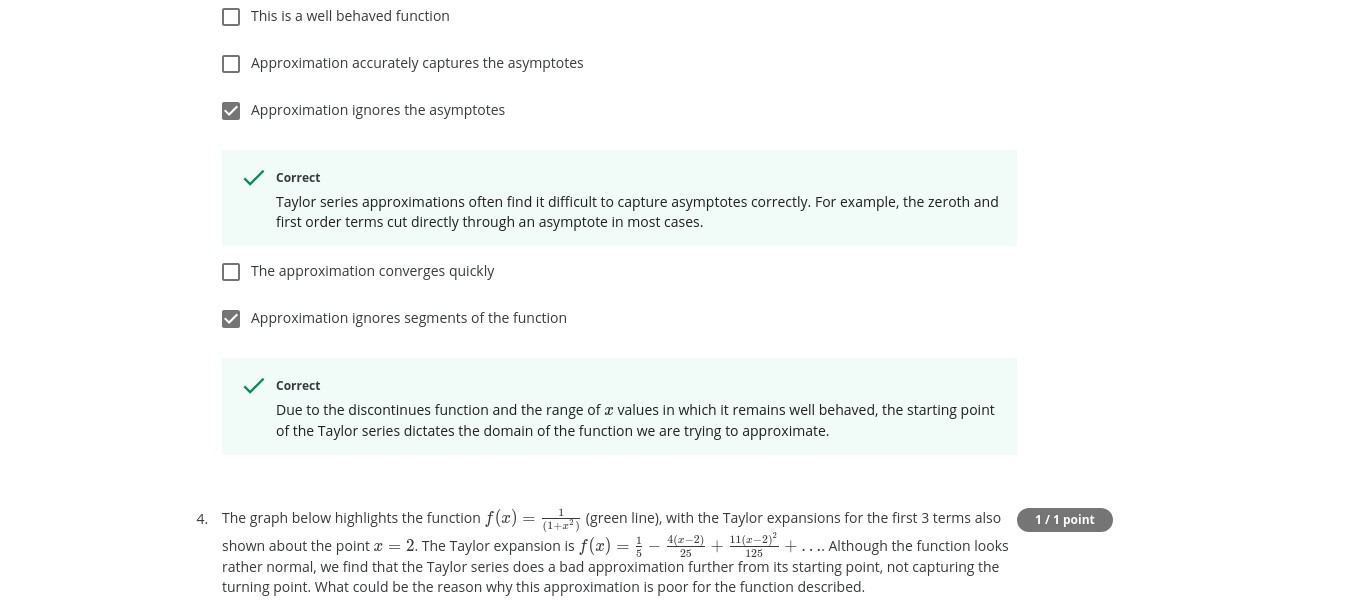 This is a well behaved function
Approximation accurately captures the asymptotes
Approximation ignores the asymptotes
Correct
Taylor series approximations often find it difficult to capture asymptotes correctly. For example, the zeroth and
first order terms cut directly through an asymptote in most cases.
The approximation converges quickly
Approximation ignores segments of the function
Correct
Due to the discontinues function and the range of x values in which it remains well behaved, the starting point
of the Taylor series dictates the domain of the function we are trying to approximate.
4. The graph below highlights the function f(x) = 1/(1+x²) (green line), with the Taylor expansions for the first 3 terms also 1 / 1 point
shown about the point x = 2. The Taylor expansion is f(x) = 1/5 − 4(x−2)/25 + 11(x−2)²/125 + .... Although the function looks
rather normal, we find that the Taylor series does a bad approximation further from its starting point, not capturing the
turning point. What could be the reason why this approximation is poor for the function described.